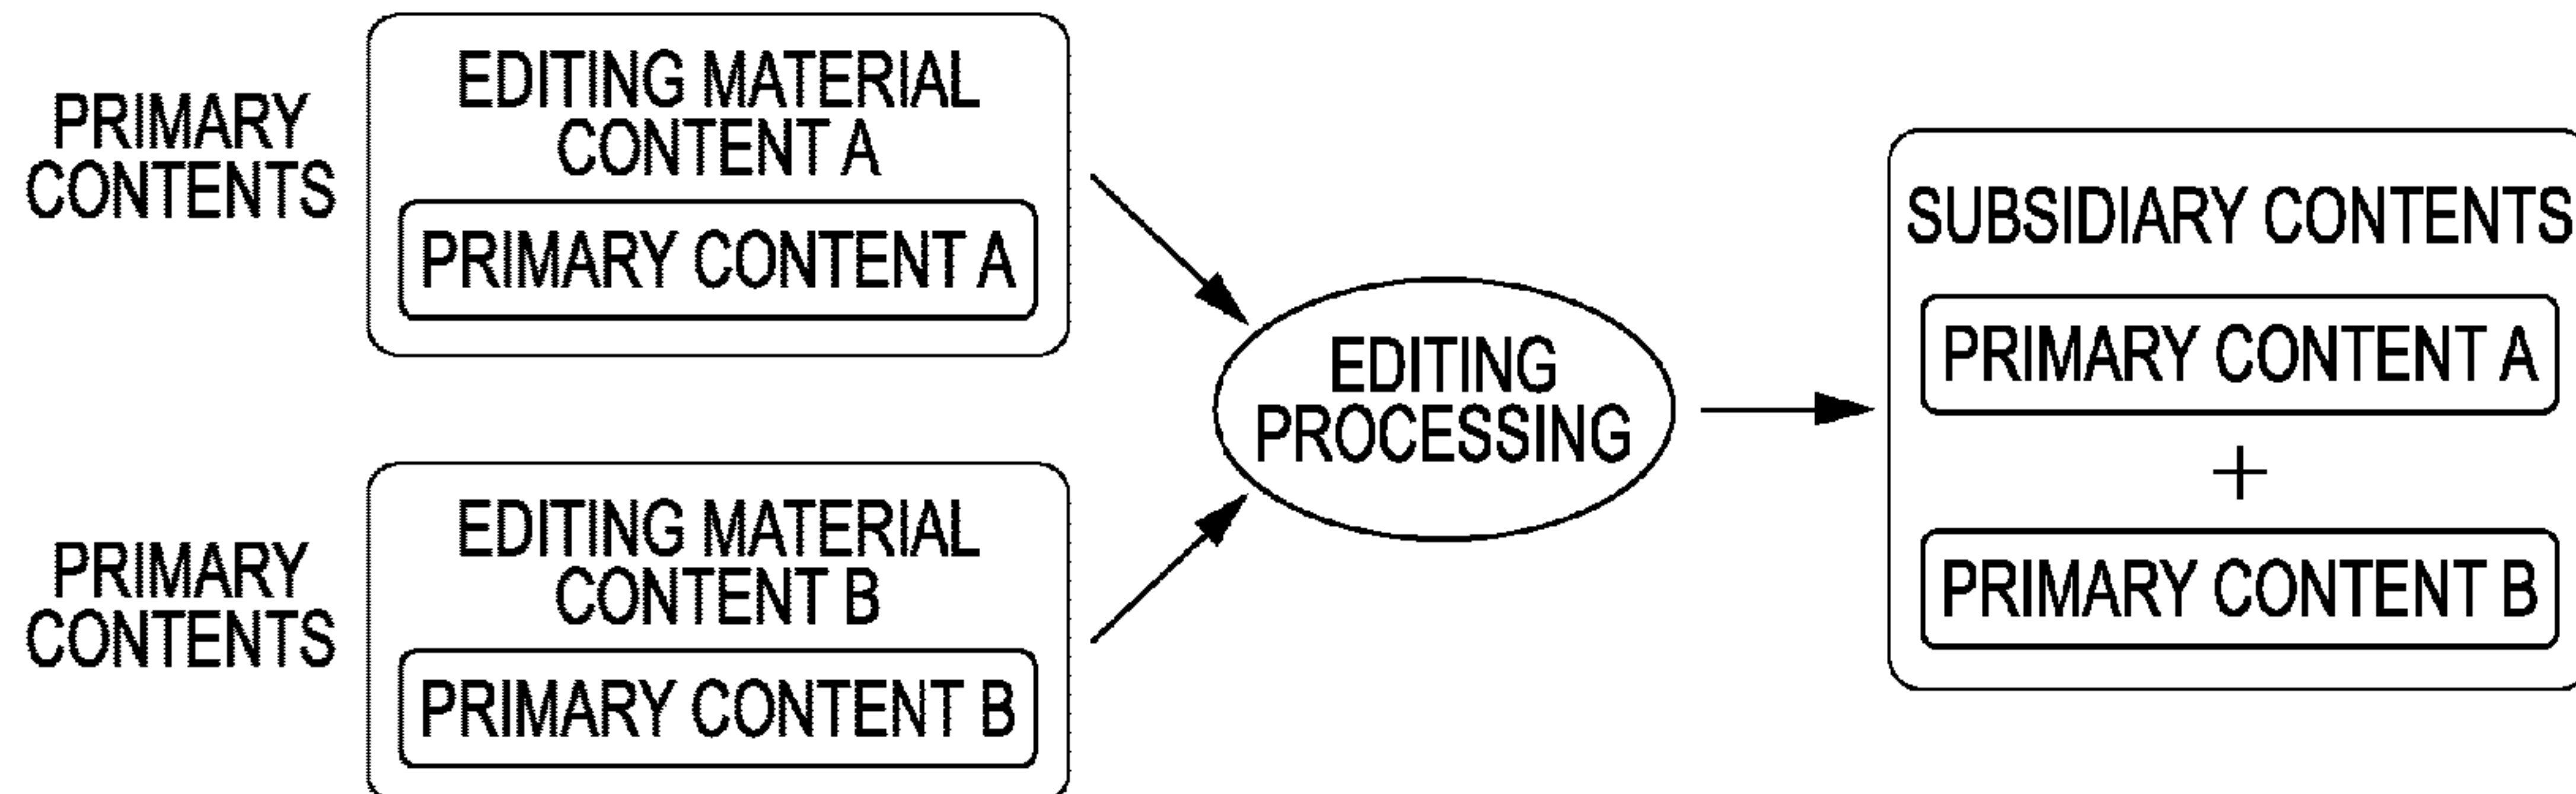 PRIMARY
CONTENTS
EDITING MATERIAL
CONTENT A
PRIMARY CONTENT A
PRIMARY
CONTENTS
EDITING MATERIAL
CONTENT B
PRIMARY CONTENT B
EDITING
PROCESSING
SUBSIDIARY CONTENTS
PRIMARY CONTENT A
+
PRIMARY CONTENT B